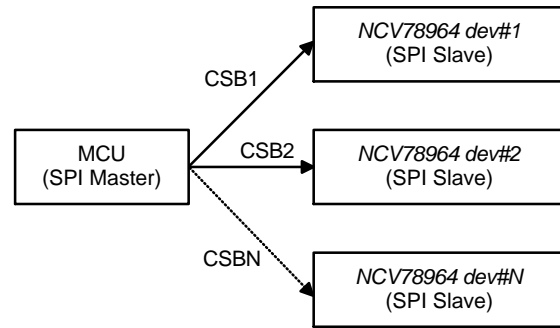 NCV78964 dev#1
(SPI Slave)
CSB1
MCU
(SPI Master)
CSB2
NCV78964 dev#2
(SPI Slave)
CSBN
NCV78964 dev#N
(SPI Slave)